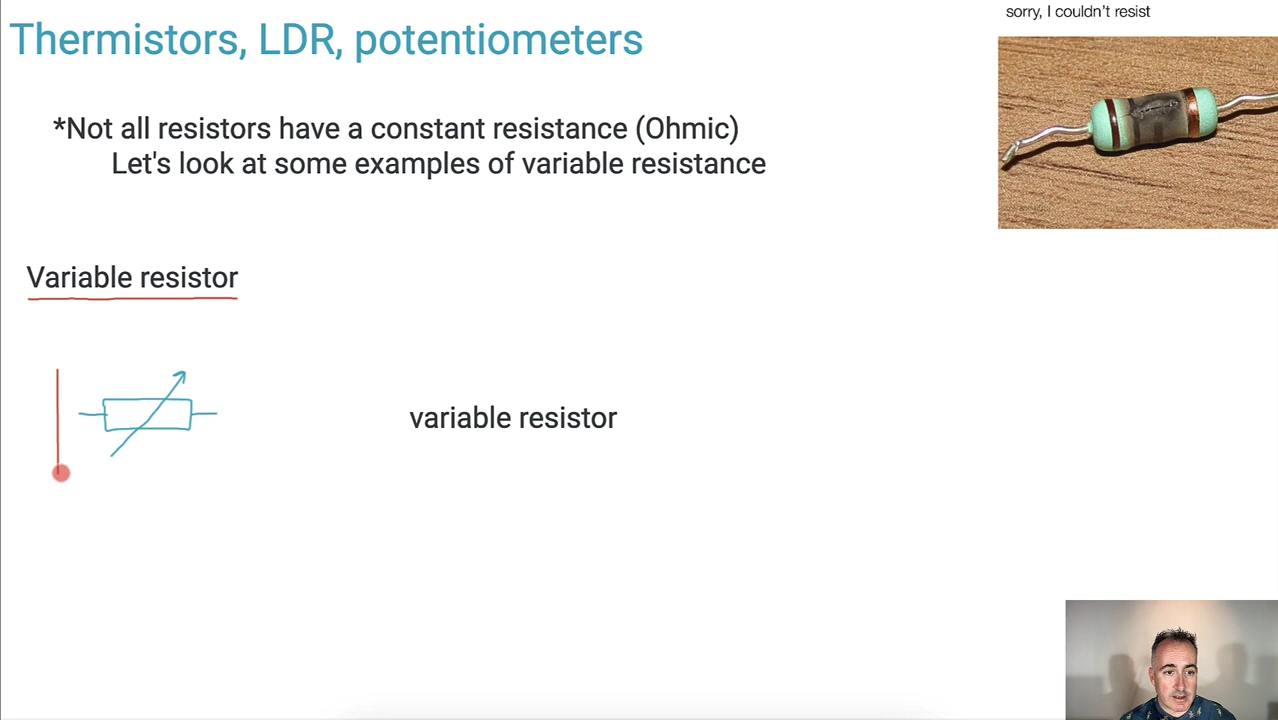 Thermistors, LDR, potentiometers
sorry, I couldn't resist
*Not all resistors have a constant resistance (Ohmic)
Let's look at some examples of variable resistance
Variable resistor
variable resistor